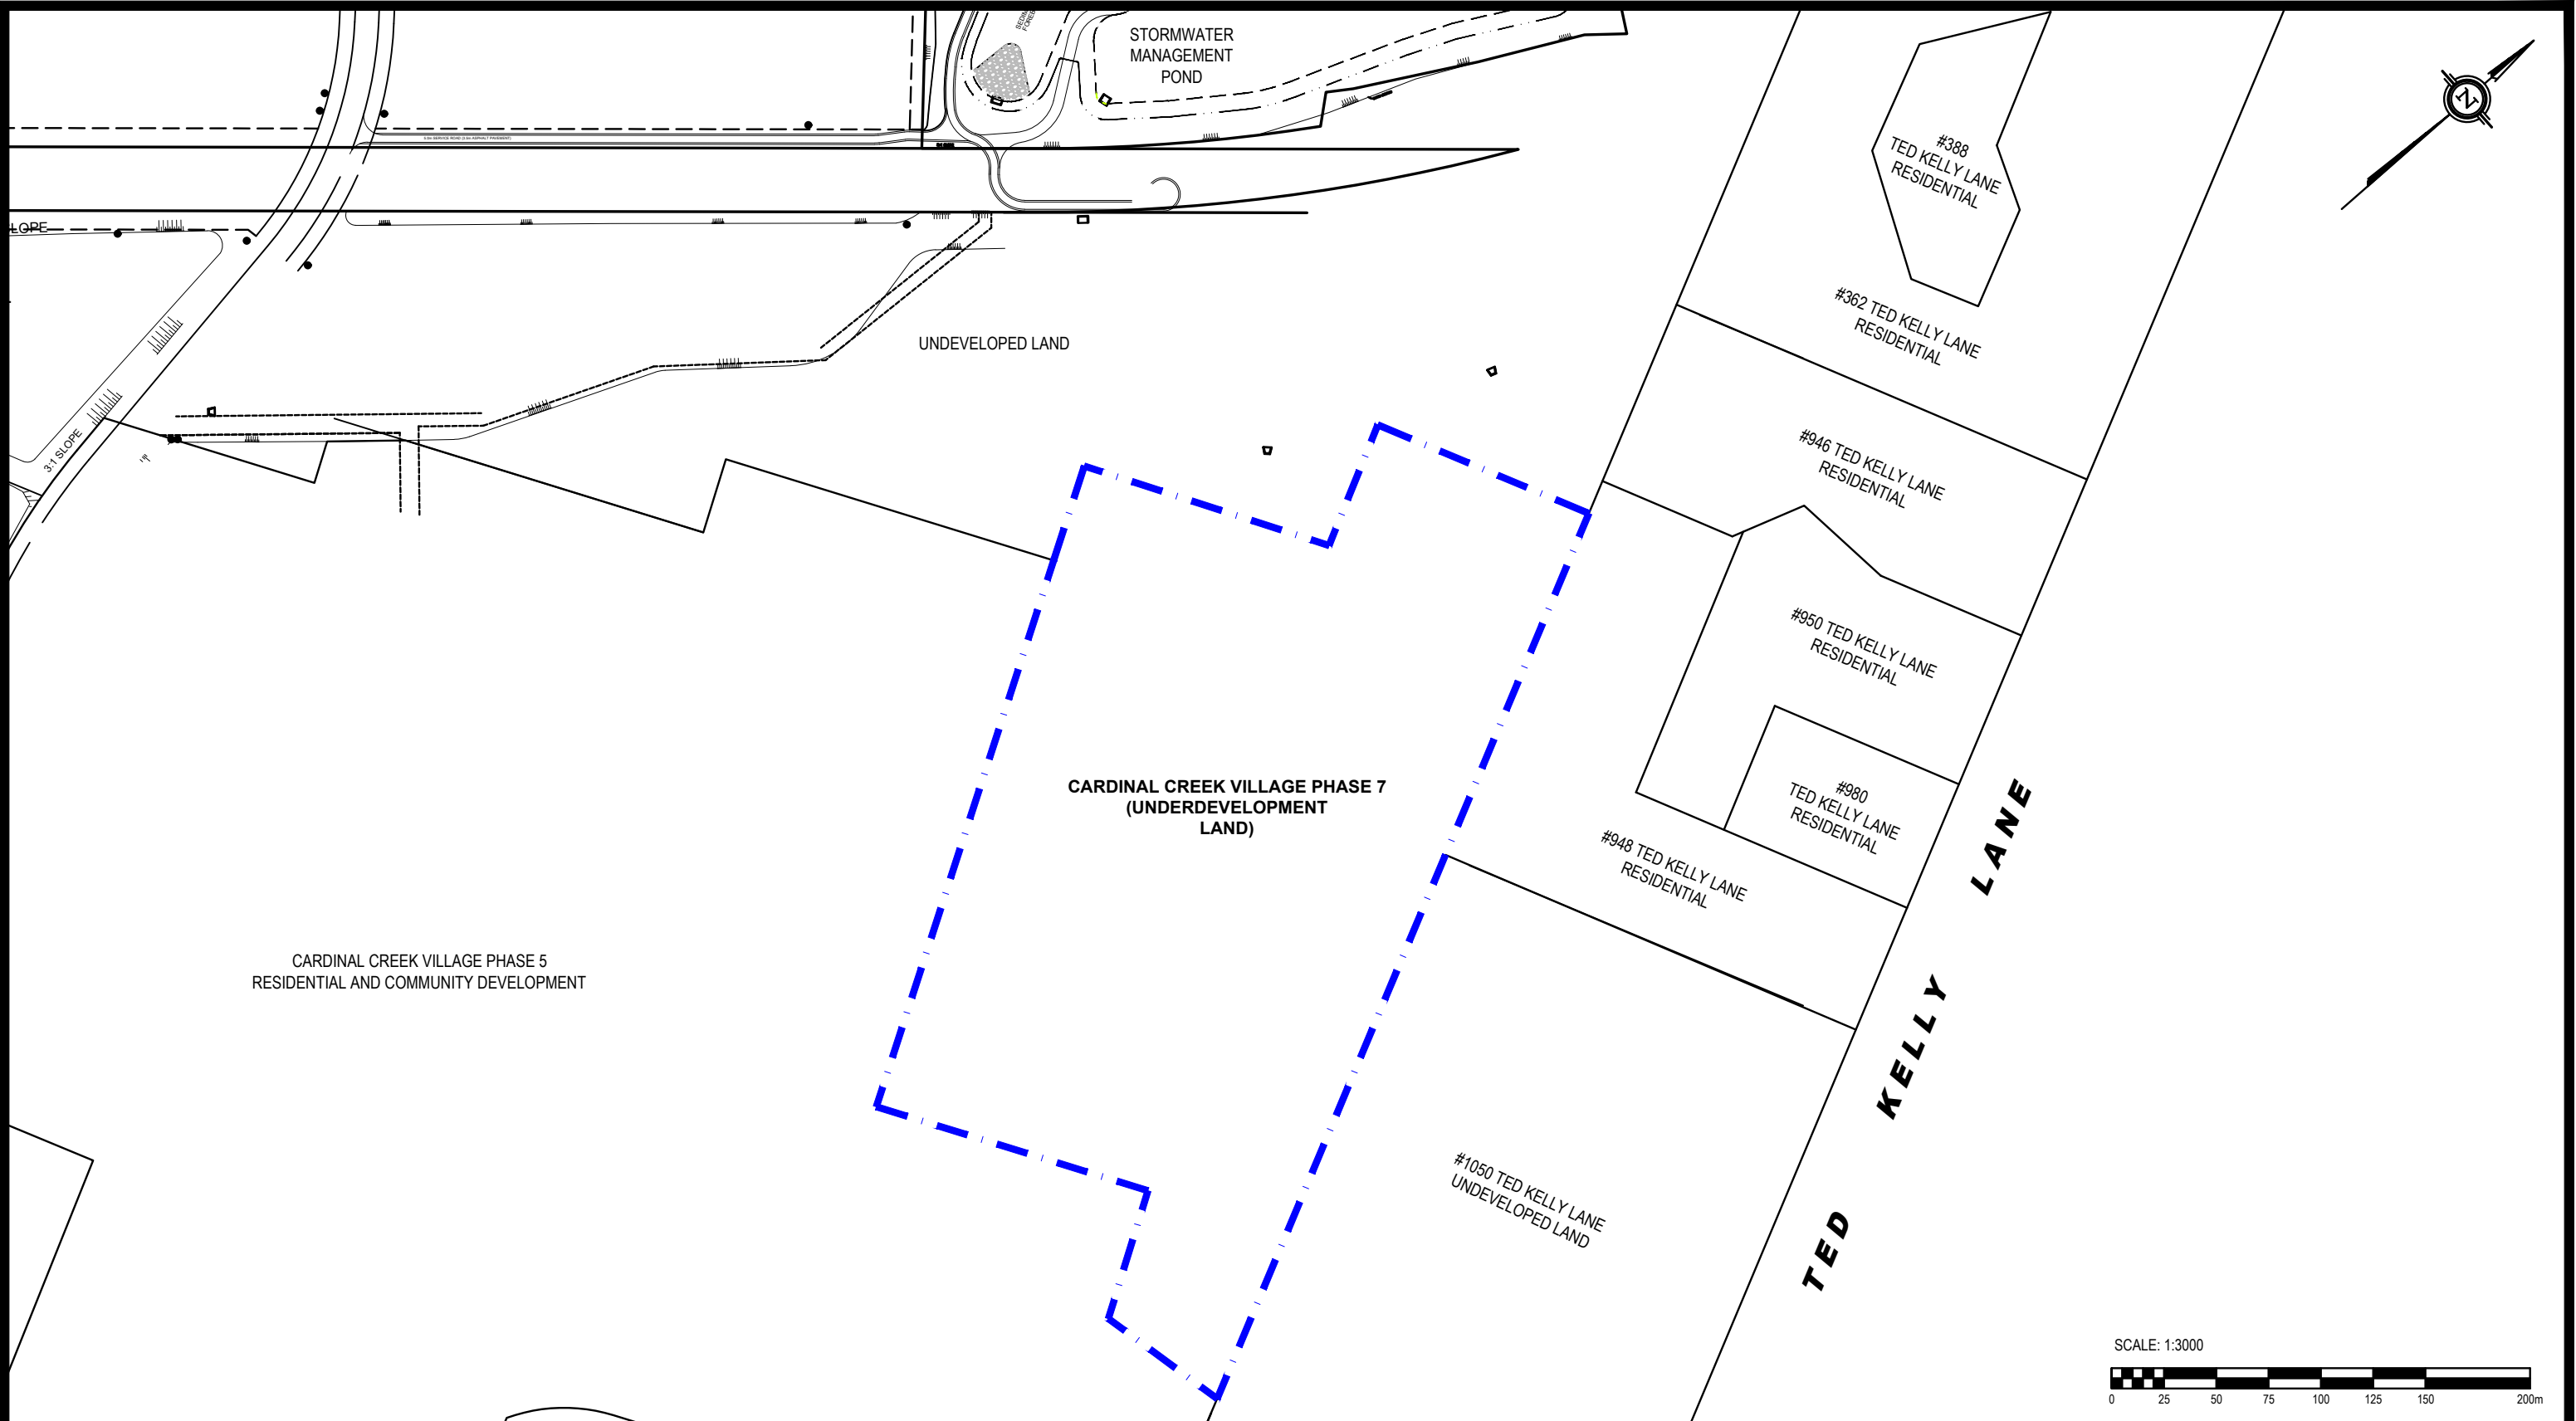 STORMWATER
MANAGEMENT
POND
N
#388
TED KELLY LANE
RESIDENTIAL
LOPE
#362 TED KELLY LANE
RESIDENTIAL
UNDEVELOPED LAND
3:1 SLOPE
#946 TED KELLY LANE
RESIDENTIAL
#950 TED KELLY LANE
RESIDENTIAL
CARDINAL CREEK VILLAGE PHASE 7
(UNDERDEVELOPMENT
LAND)
#980
TED KELLY LANE
RESIDENTIAL
#948 TED KELLY LANE
RESIDENTIAL
CARDINAL CREEK VILLAGE PHASE 5
RESIDENTIAL AND COMMUNITY DEVELOPMENT
#1050 TED KELLY LANE
UNDEVELOPED LAND
TED KELLY LANE
SCALE: 1:3000
0 25 50 75 100 125 150 200m